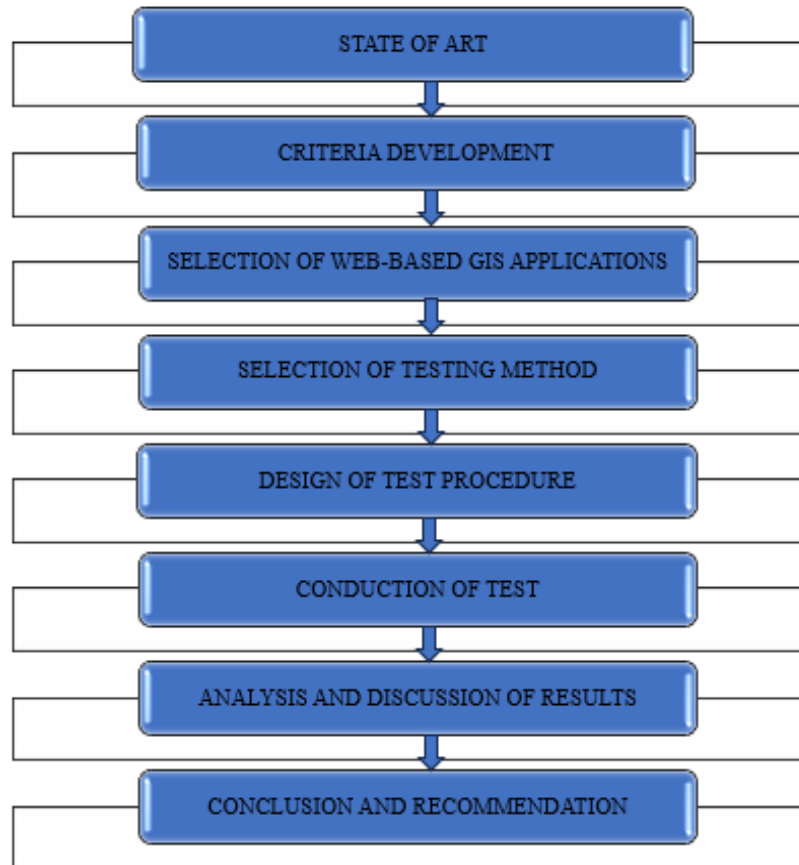 STATE OF ART
CRITERIA DEVELOPMENT
SELECTION OF WEB-BASED GIS APPLICATIONS
SELECTION OF TESTING METHOD
DESIGN OF TEST PROCEDURE
CONDUCTION OF TEST
ANALYSIS AND DISCUSSION OF RESULTS
CONCLUSION AND RECOMMENDATION